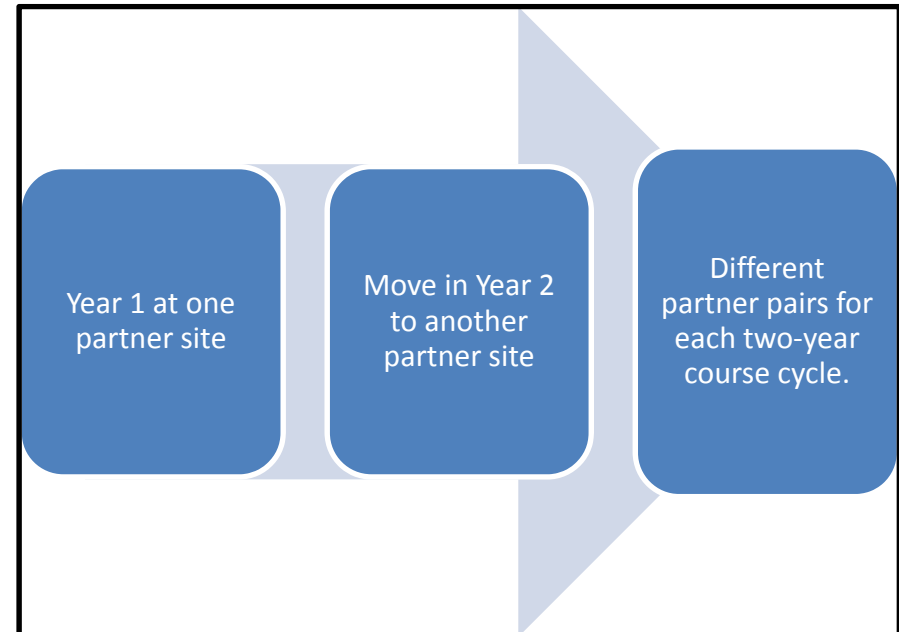 Year 1 at one
partner site
Move in Year 2
to another
partner site
Different
partner pairs for
each two-year
course cycle.